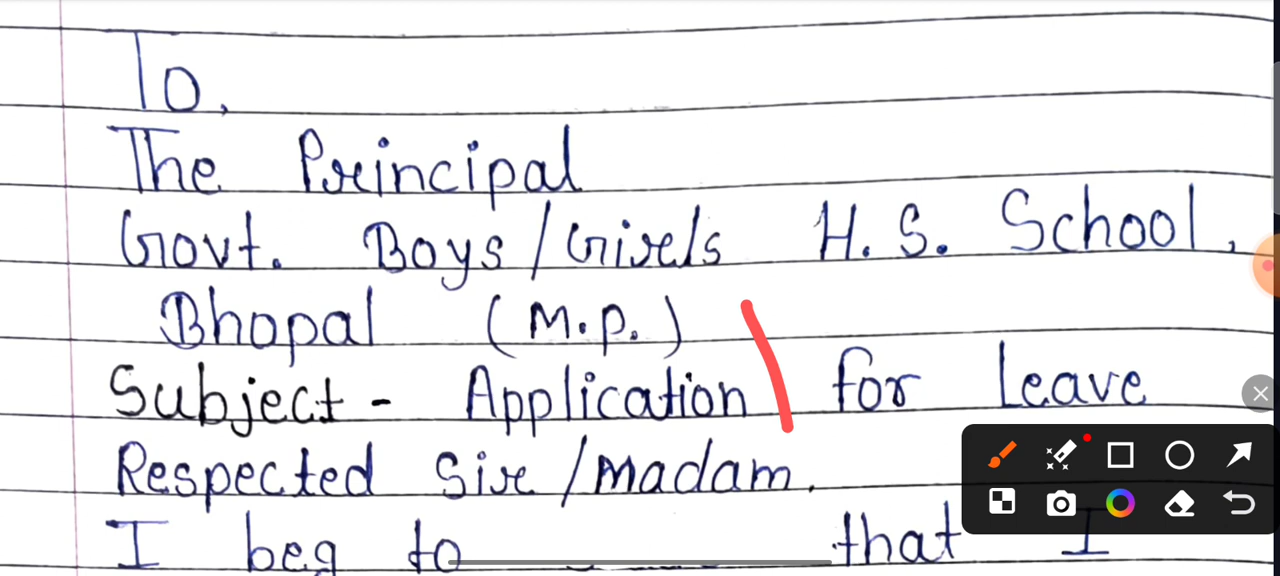 To,
The Principal
Govt. Boys/Girls H. S. School,
Bhopal (M.P.)
Subject - Application for Leave
Respected Sir/madam.
I beg to that I